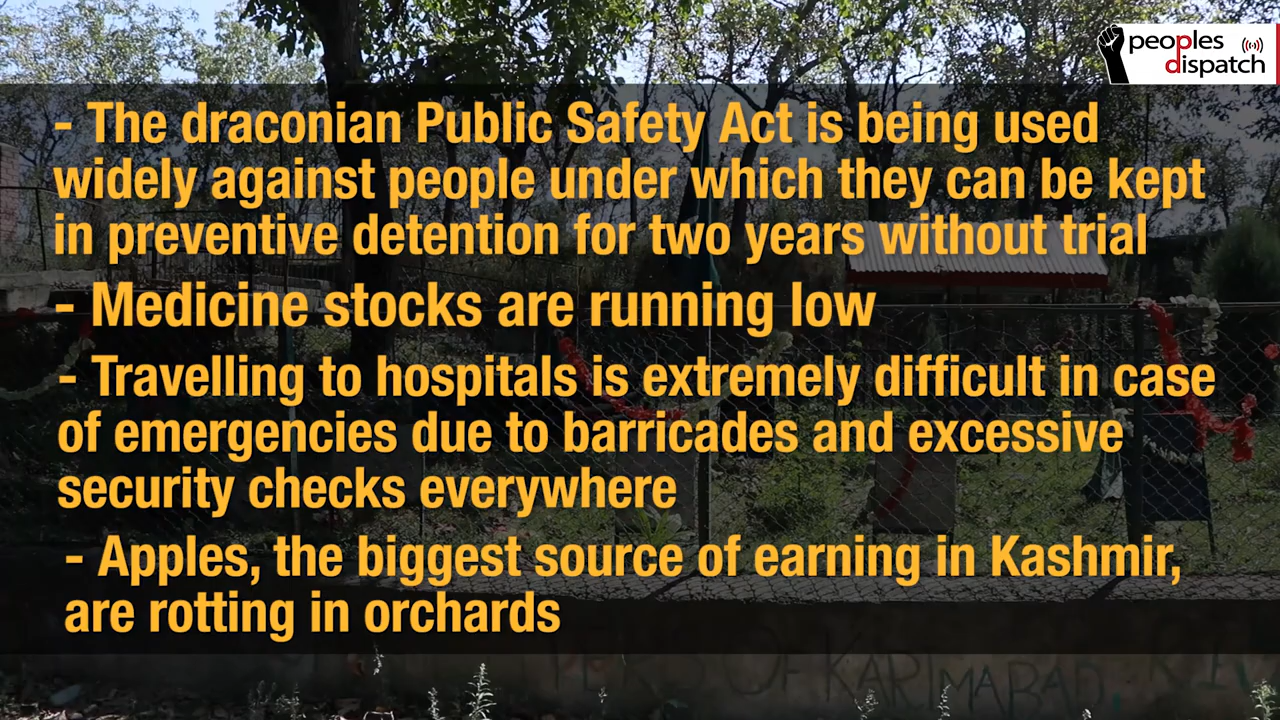 peoples
dispatch
- The draconian Public Safety Act is being used
widely against people under which they can be kept
in preventive detention for two years without trial
- Medicine stocks are running low
- Travelling to hospitals is extremely difficult in case
of emergencies due to barricades and excessive
security checks everywhere
- Apples, the biggest source of earning in Kashmir,
are rotting in orchards
OF KARIMABAD